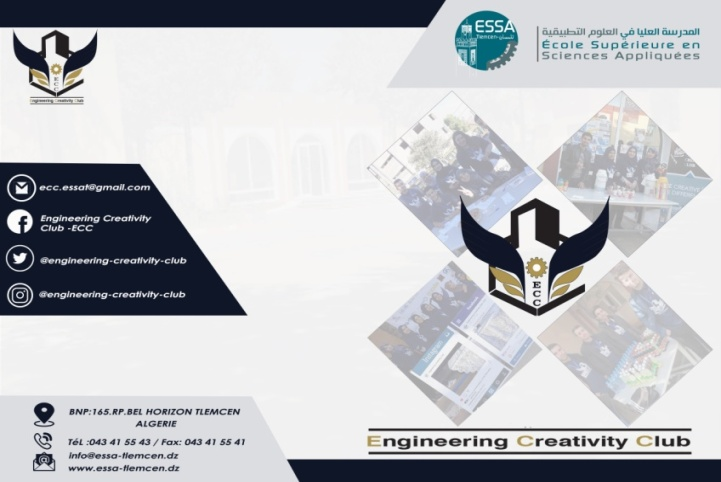 Engineering Creativity Club
ESSA
Tlemcen-تلمسان
المدرسة العليا في العلوم التطبيقية
École Supérieure en
Sciences Appliquées
ecc.essat@gmail.com
Engineering Creativity
Club -ECC
@engineering-creativity-club
@engineering-creativity-club
ECC
BNP:165.RP.BEL HORIZON TLEMCEN
ALGERIE
TéL :043 41 55 43 / Fax: 043 41 55 41
info@essa-tlemcen.dz
www.essa-tlemcen.dz
Engineering Creativity Club